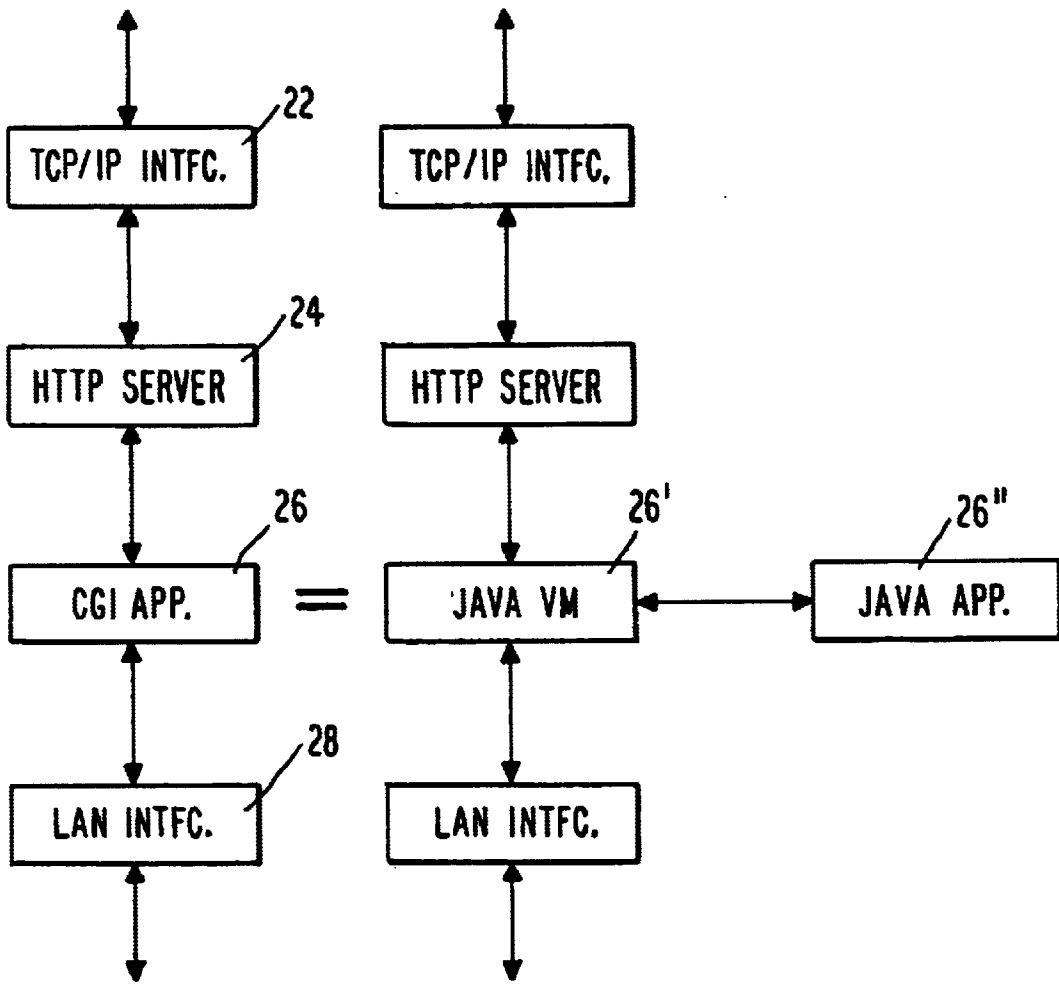 22
TCP/IP INTFC.
TCP/IP INTFC.
24
HTTP SERVER
HTTP SERVER
26
26'
26"
CGI APP.
=
JAVA VM
JAVA APP.
28
LAN INTFC.
LAN INTFC.